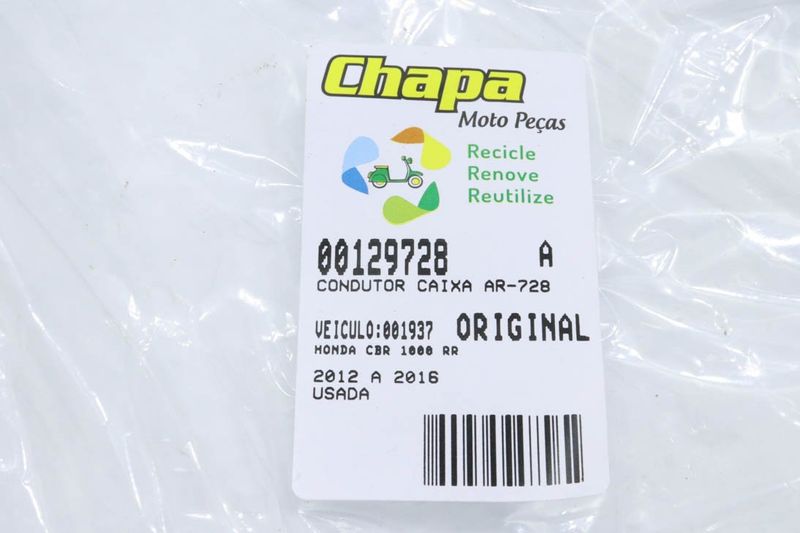 Chapa
Moto Peças
Recicle
Renove
Reutilize
00129728 A
CONDUTOR CAIXA AR-728
VEICULO:001937 ORIGINAL
HONDA CBR 1000 RR
2012 A 2016
USADA